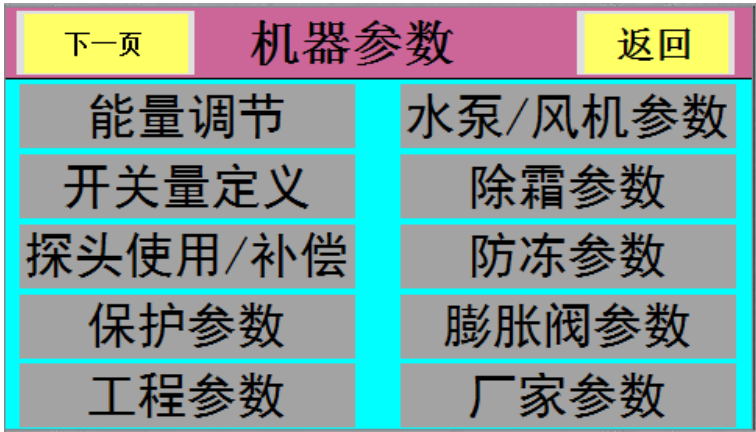 下一页 机器参数 返回
能量调节 水泵/风机参数
开关量定义 除霜参数
探头使用/补偿 防冻参数
保护参数 膨胀阀参数
工程参数 厂家参数